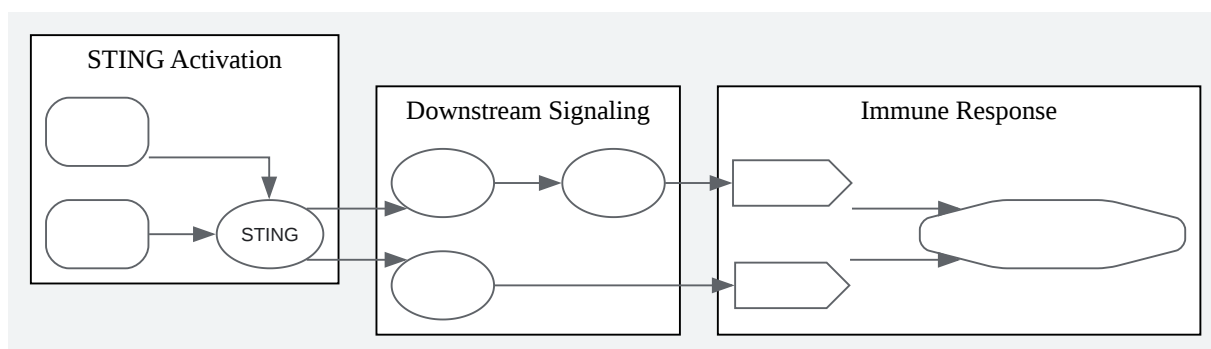 STING Activation
STING
Downstream Signaling
Immune Response